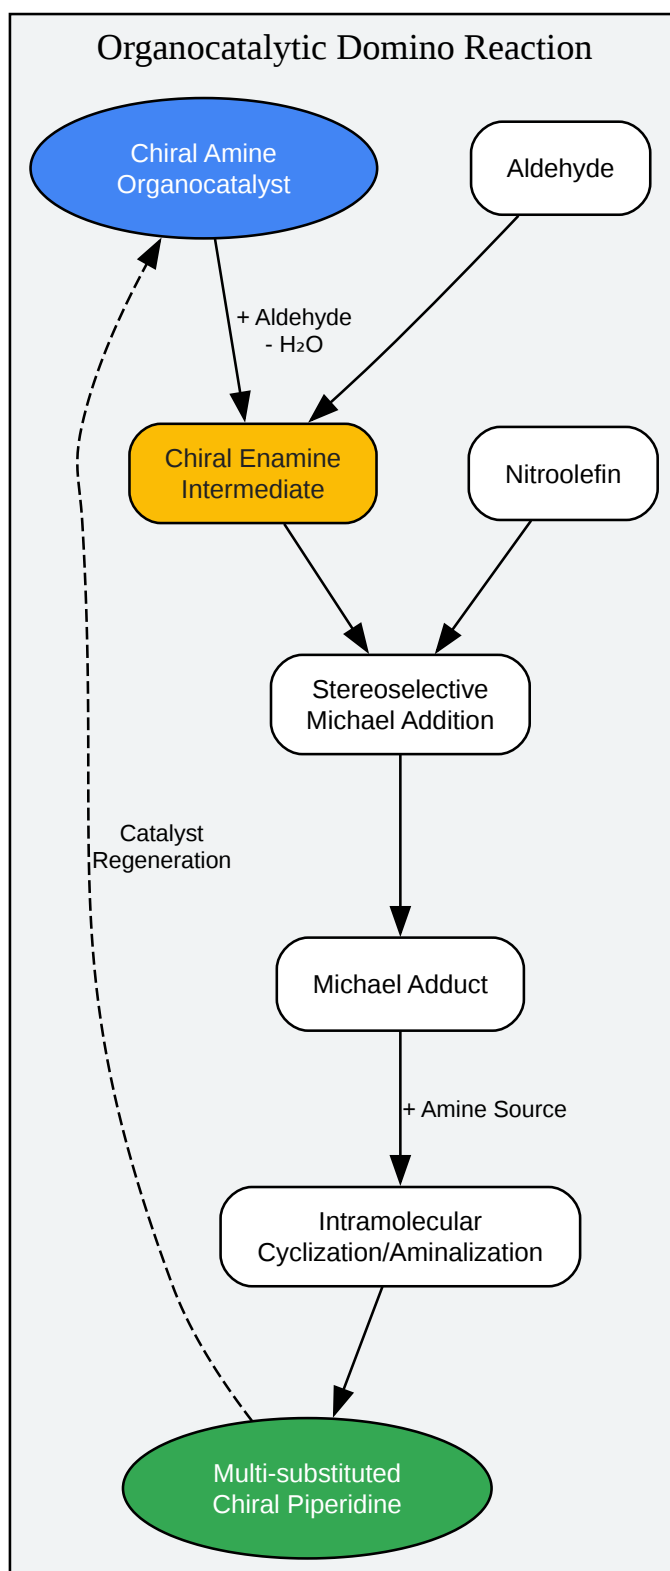 Organocatalytic Domino Reaction
Chiral Amine
Organocatalyst
Aldehyde
+ Aldehyde
- H₂O
Chiral Enamine
Intermediate
Nitroolefin
Stereoselective
Michael Addition
Catalyst
Regeneration
Michael Adduct
+ Amine Source
Intramolecular
Cyclization/Aminalization
Multi-substituted
Chiral Piperidine